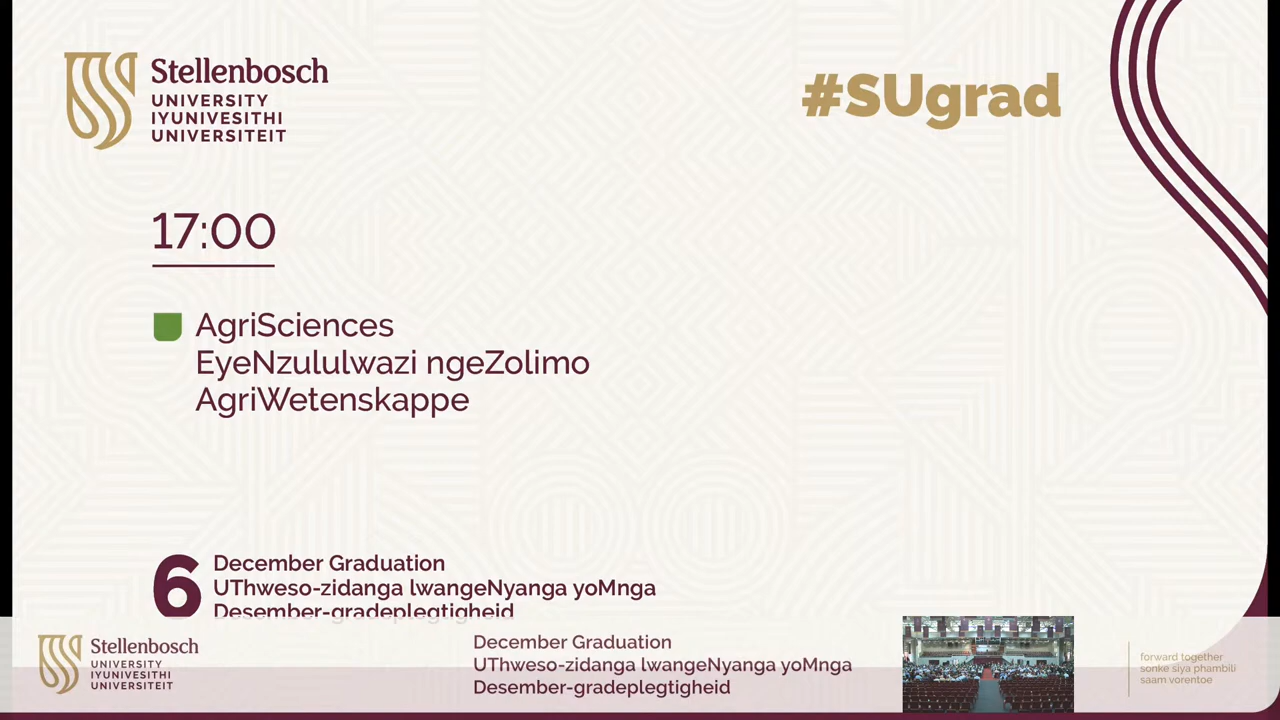 Stellenbosch
UNIVERSITY
IYUNIVESITHI
UNIVERSITEIT
#SUgrad
17:00
AgriSciences
EyeNzululwazi ngeZolimo
AgriWetenskappe
6
December Graduation
UThweso-zidanga lwangeNyanga yoMnga
Desember-gradeplegtigheid
Stellenbosch
UNIVERSITY
IYUNIVESITHI
UNIVERSITEIT
December Graduation
UThweso-zidanga lwangeNyanga yoMnga
Desember-gradeplegtigheid
forward together
sonke siya phambili
saam vorentoe